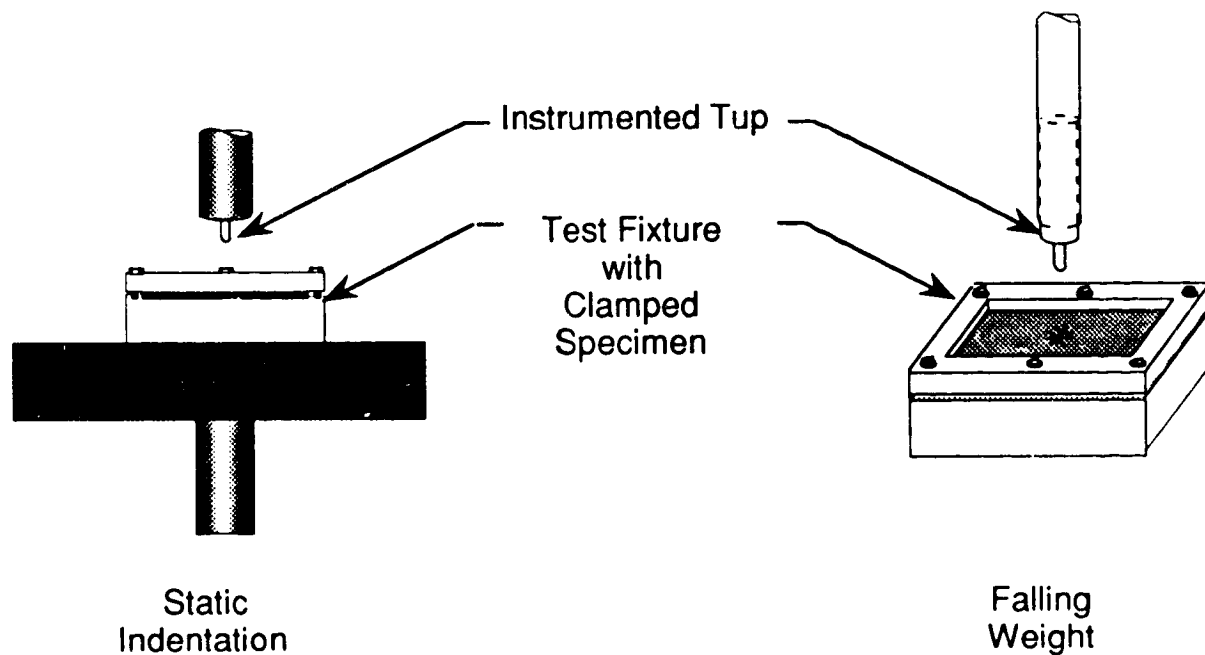 Instrumented Tup
Test Fixture
with
Clamped
Specimen
Static
Indentation
Falling
Weight